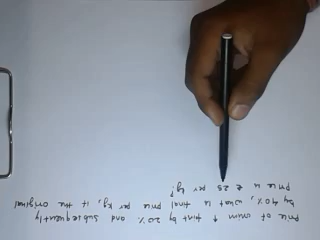 Price of onion ↑ first by 20% and subsequently
by 40%, what is final price per kg, if the original
price is ₹ 25 per kg?